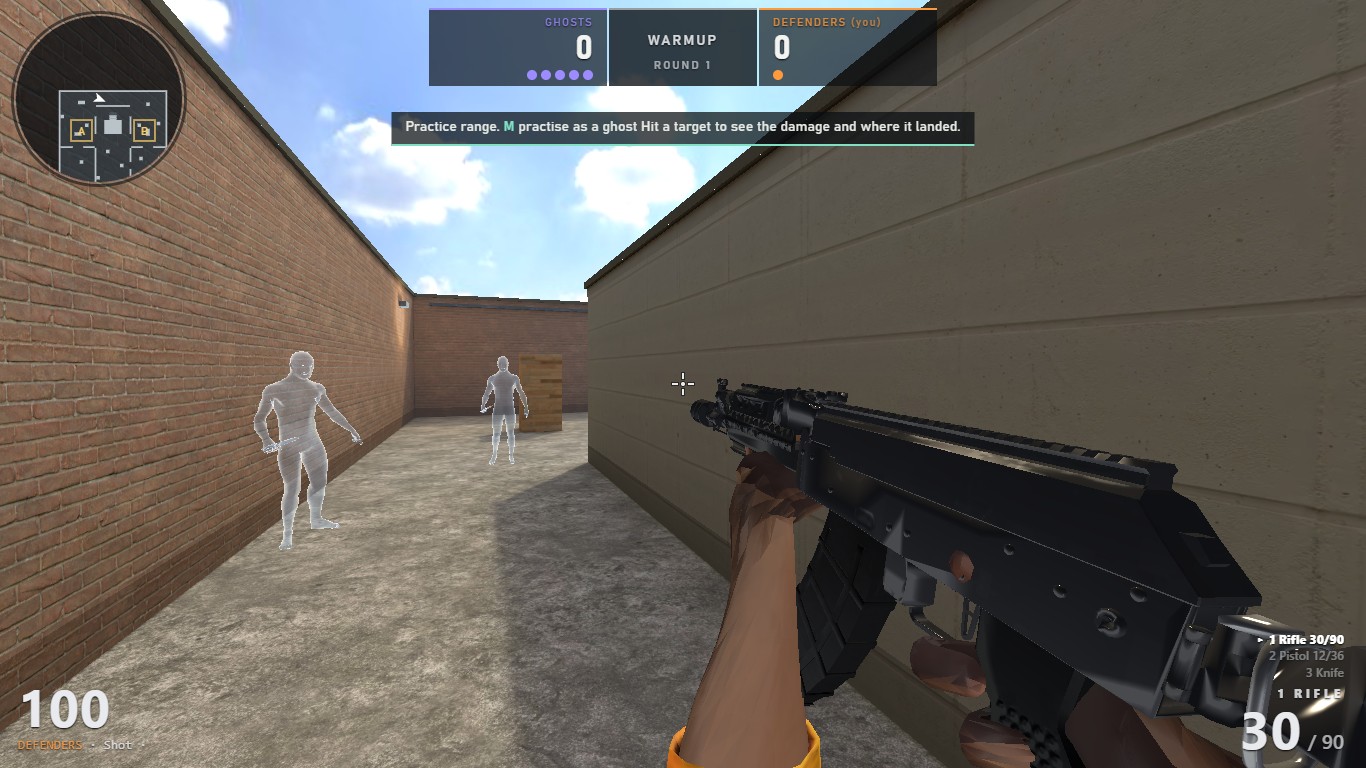 GHOSTS
0
WARMUP
ROUND 1
DEFENDERS (you)
0
Practice range. M practise as a ghost Hit a target to see the damage and where it landed.
A
B
1 Rifle 30/90
2 Pistol 12/36
3 Knife
1 RIFLE
30 / 90
100
DEFENDERS · Shot ·